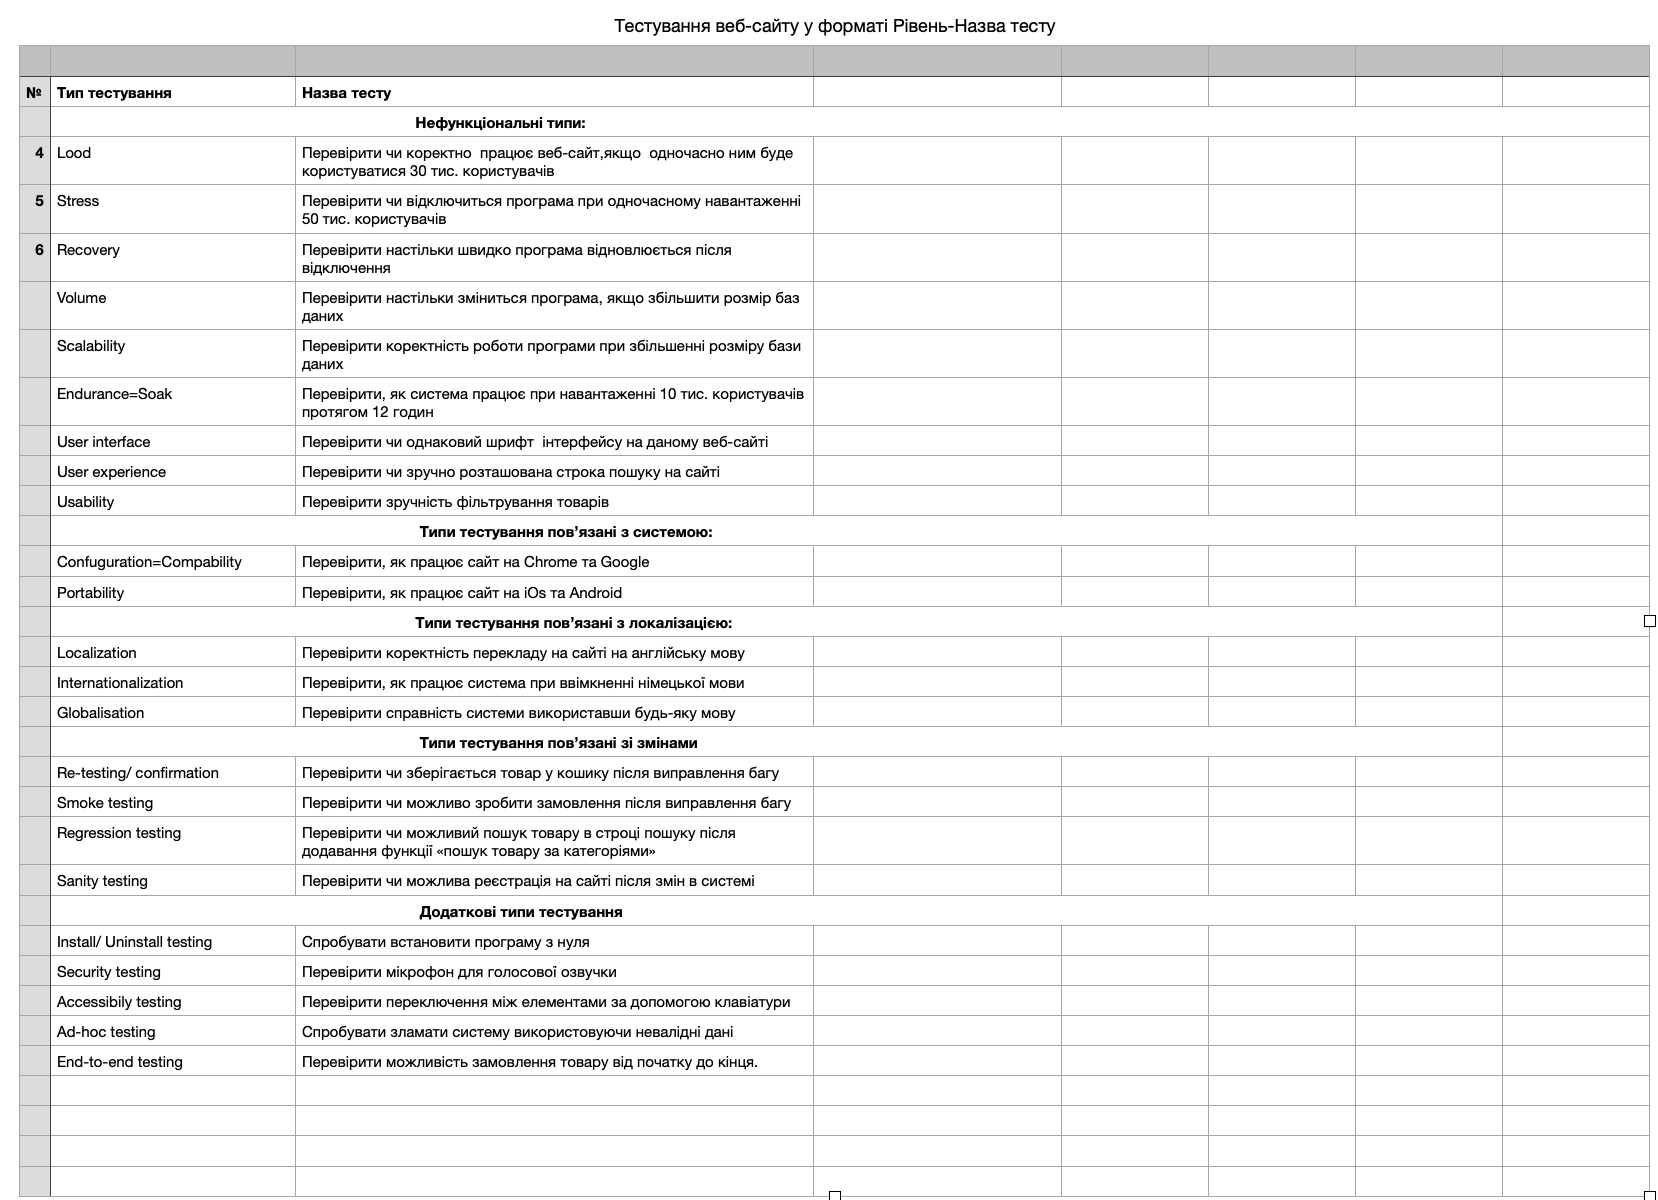 Тестування веб-сайту у форматі Рівень-Назва тесту
№ Тип тестування Назва тесту
Нефункціональні типи:
4 Lood Перевірити чи коректно  працює веб-сайт,якщо  одночасно ним буде
користуватися 30 тис. користувачів
5 Stress Перевірити чи відключиться програма при одночасному навантаженні
50 тис. користувачів
6 Recovery Перевірити настільки швидко програма відновлюється після
відключення
Volume Перевірити настільки зміниться програма, якщо збільшити розмір баз
даних
Scalability Перевірити коректність роботи програми при збільшенні розміру бази
даних
Endurance=Soak Перевірити, як система працює при навантаженні 10 тис. користувачів
протягом 12 годин
User interface Перевірити чи однаковий шрифт  інтерфейсу на даному веб-сайті
User experience Перевірити чи зручно розташована строка пошуку на сайті
Usability Перевірити зручність фільтрування товарів
Типи тестування пов’язані з системою:
Confuguration=Compability Перевірити, як працює сайт на Chrome та Google
Portability Перевірити, як працює сайт на iOs та Android
Типи тестування пов’язані з локалізацією:
Localization Перевірити коректність перекладу на сайті на англійську мову
Internationalization Перевірити, як працює система при ввімкненні німецької мови
Globalisation Перевірити справність системи використавши будь-яку мову
Типи тестування пов’язані зі змінами
Re-testing/ confirmation Перевірити чи зберігається товар у кошику після виправлення багу
Smoke testing Перевірити чи можливо зробити замовлення після виправлення багу
Regression testing Перевірити чи можливий пошук товару в строці пошуку після
додавання функції «пошук товару за категоріями»
Sanity testing Перевірити чи можлива реєстрація на сайті після змін в системі
Додаткові типи тестування
Install/ Uninstall testing Спробувати встановити програму з нуля
Security testing Перевірити мікрофон для голосової озвучки
Accessibily testing Перевірити переключення між елементами за допомогою клавіатури
Ad-hoc testing Спробувати зламати систему використовуючи невалідні дані
End-to-end testing Перевірити можливість замовлення товару від початку до кінця.